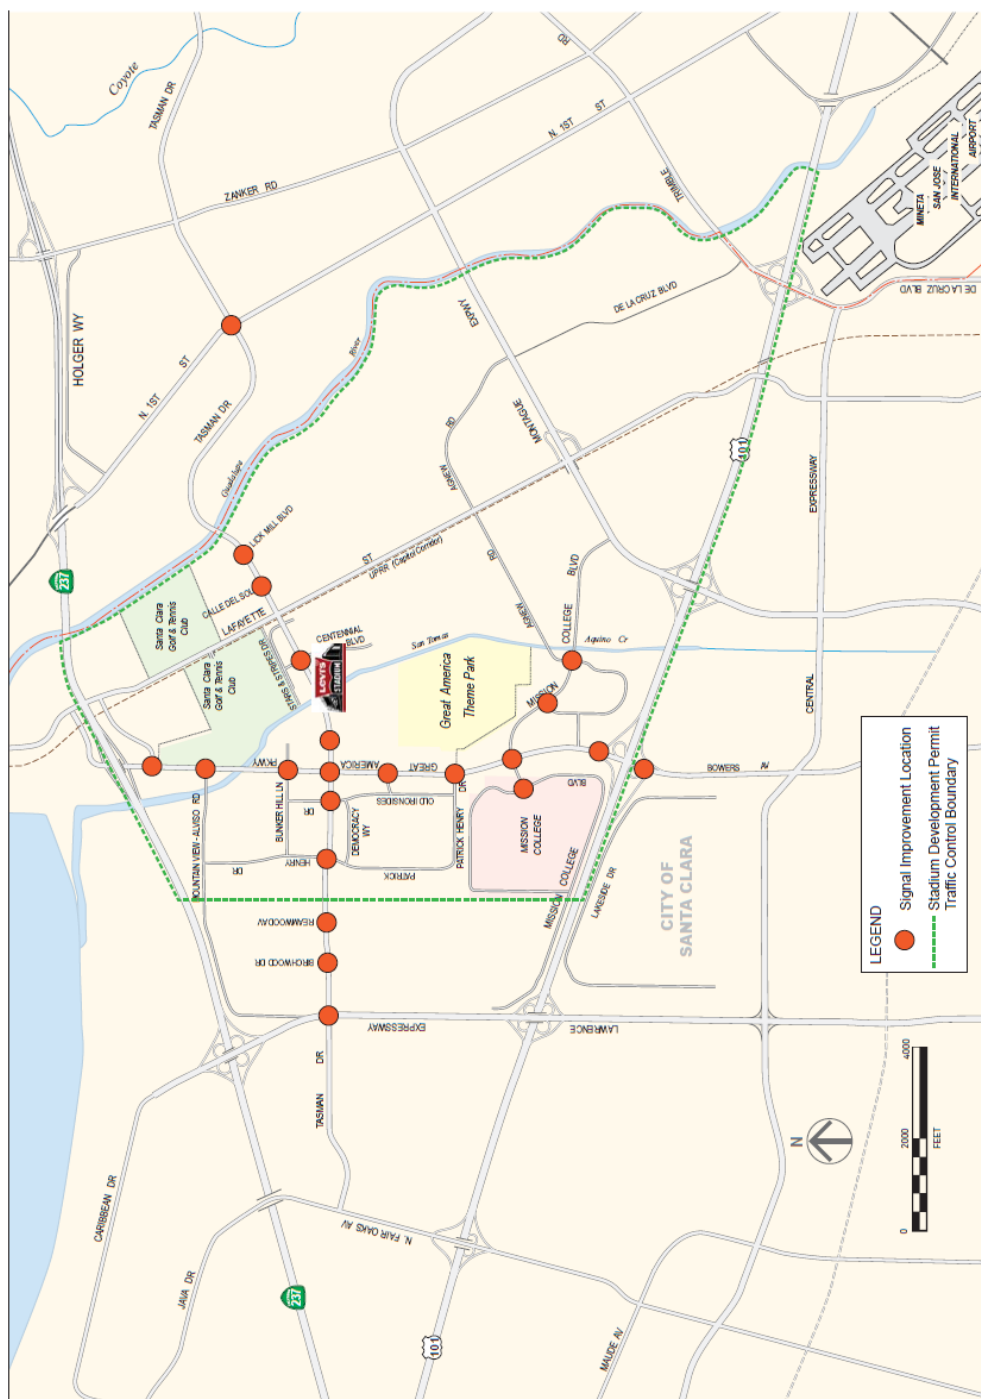 Coyote
TASMAN DR
HOLGER WY
ZANKER RD
N. 1ST ST
N. 1ST ST
RD
TRIMBLE
EXPWY
MONTAGUE
DE LA CRUZ BLVD
DE LA CRUZ BLVD
MINETA
SAN JOSE
INTERNATIONAL
AIRPORT
River
Guadalupe
TASMAN DR
LICK MILL BLVD
CALLE DEL SOL
LAFAYETTE ST
UPRR (Capitol Corridor)
AGNEW RD
AGNEW RD
237
101
EXPRESSWAY
CENTRAL
Santa Clara
Golf & Tennis
Club
Santa Clara
Golf & Tennis
Club
STARS & STRIPES DR
CENTENNIAL
BLVD
LEVI'S
STADIUM
San Tomas
Aquino Cr
Great America
Theme Park
MISSION
COLLEGE
BLVD
GREAT
AMERICA
PKWY
MOUNTAIN VIEW - ALVISO RD
BUNKER HILL LN
OLD IRONSIDES
DR
DEMOCRACY
WY
PATRICK HENRY DR
PATRICK
HENRY
DR
MISSION
COLLEGE
BLVD
MISSION
COLLEGE
BOWERS AV
LAKESIDE DR
REAMWOOD AV
BIRCHWOOD DR
CITY OF
SANTA CLARA
LAWRENCE
EXPRESSWAY
TASMAN DR
CARIBBEAN DR
JAVA DR
N. FAIR OAKS AV
MAUDE AV
237
101
LEGEND
Signal Improvement Location
Stadium Development Permit
Traffic Control Boundary
N
0 2000 4000
FEET